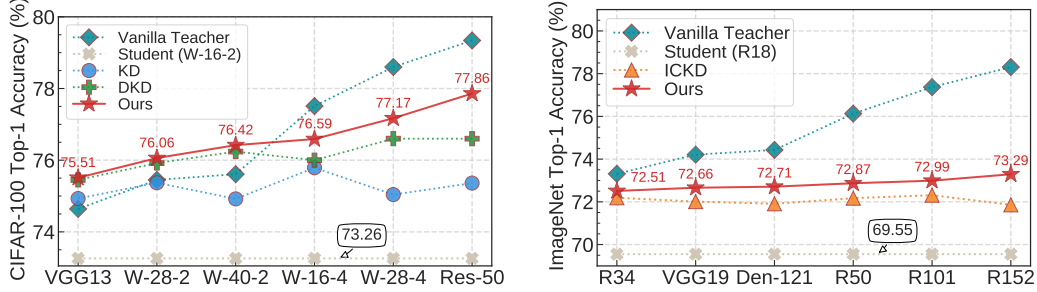 CIFAR-100 Top-1 Accuracy (%)
80
78
76
74
Vanilla Teacher
Student (W-16-2)
KD
DKD
Ours
75.51
76.06
76.42
76.59
77.17
77.86
73.26
VGG13 W-28-2 W-40-2 W-16-4 W-28-4 Res-50
ImageNet Top-1 Accuracy (%)
80
78
76
74
72
70
Vanilla Teacher
Student (R18)
ICKD
Ours
72.51
72.66
72.71
72.87
72.99
73.29
69.55
R34 VGG19 Den-121 R50 R101 R152